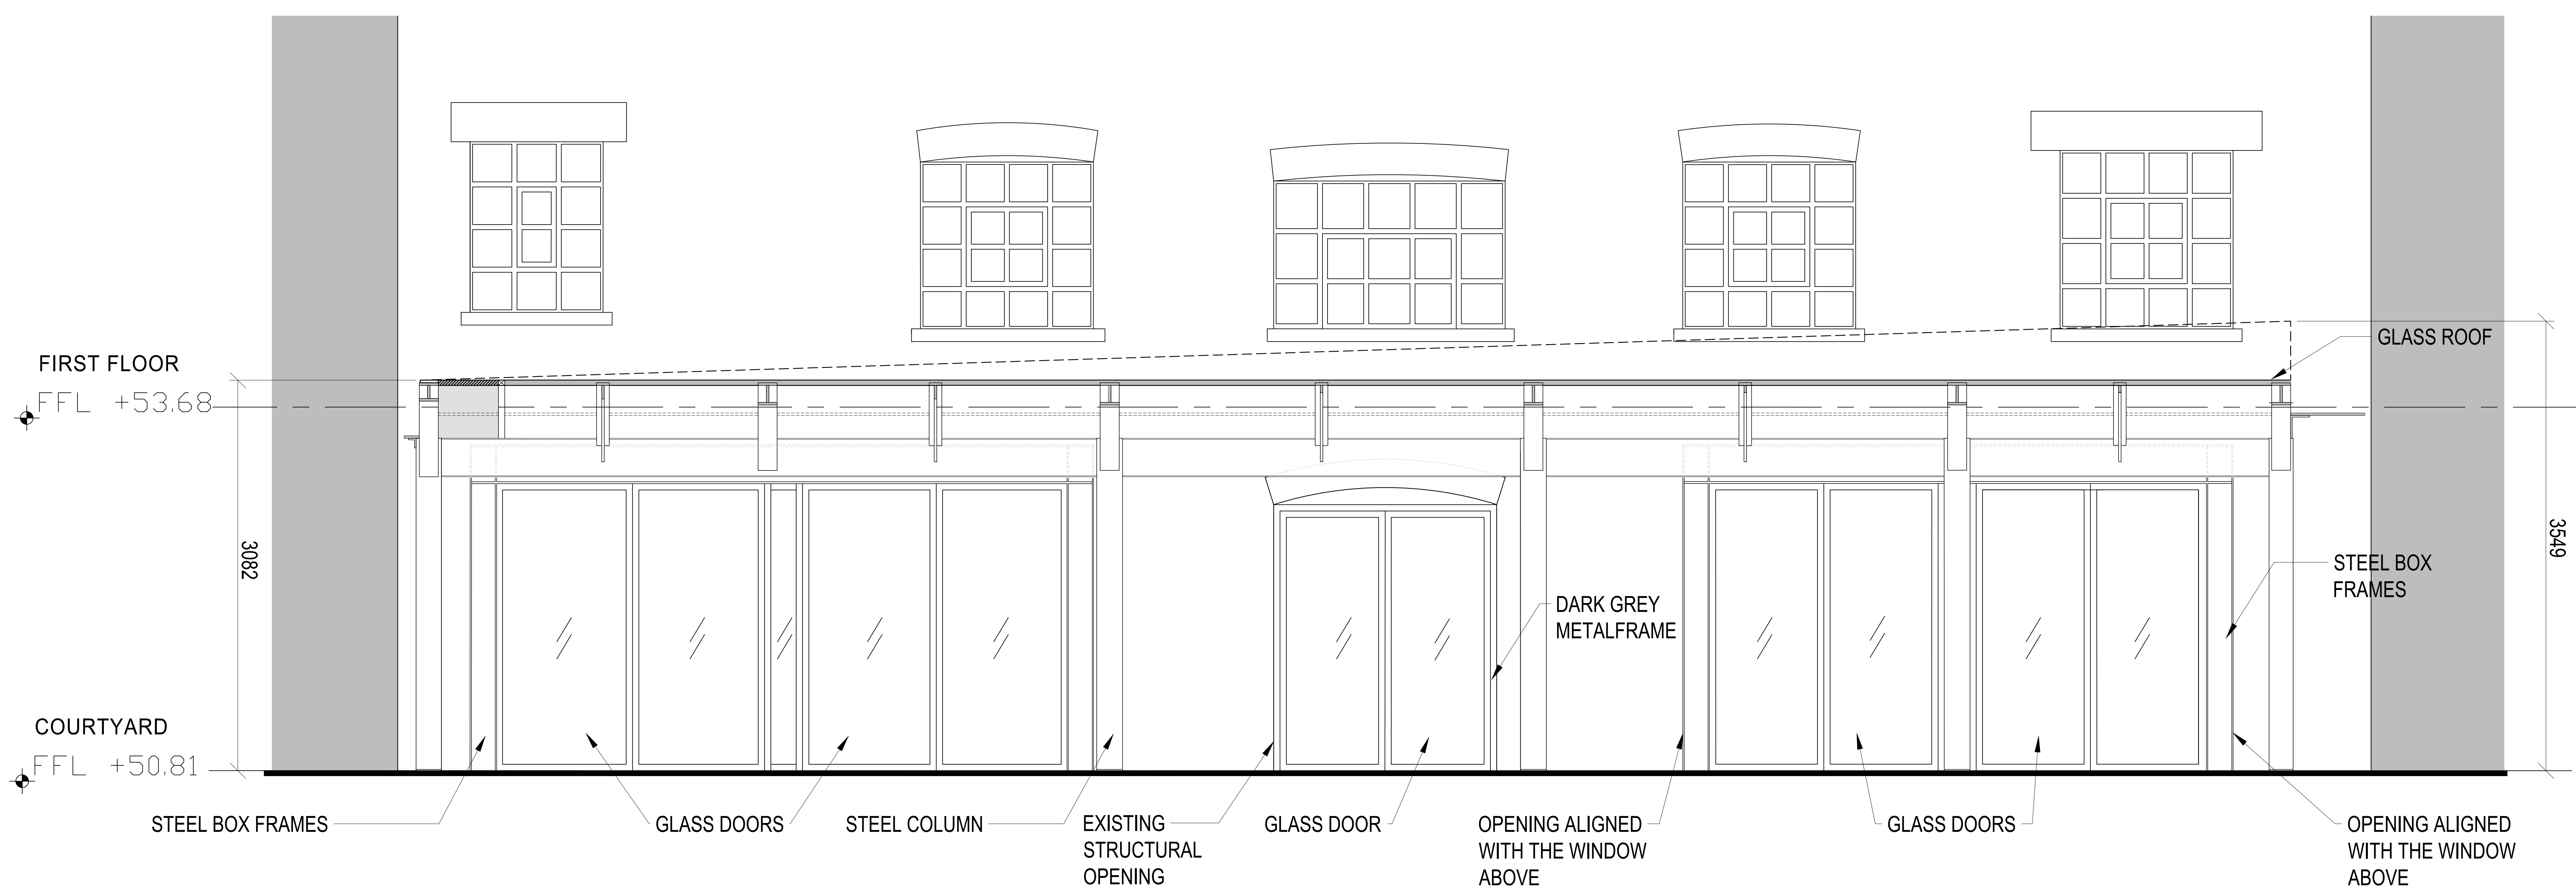 FIRST FLOOR
FFL +53.68
GLASS ROOF
3082
3549
STEEL BOX
FRAMES
DARK GREY
METALFRAME
COURTYARD
FFL +50.81
STEEL BOX FRAMES
GLASS DOORS
STEEL COLUMN
EXISTING
STRUCTURAL
OPENING
GLASS DOOR
OPENING ALIGNED
WITH THE WINDOW
ABOVE
GLASS DOORS
OPENING ALIGNED
WITH THE WINDOW
ABOVE